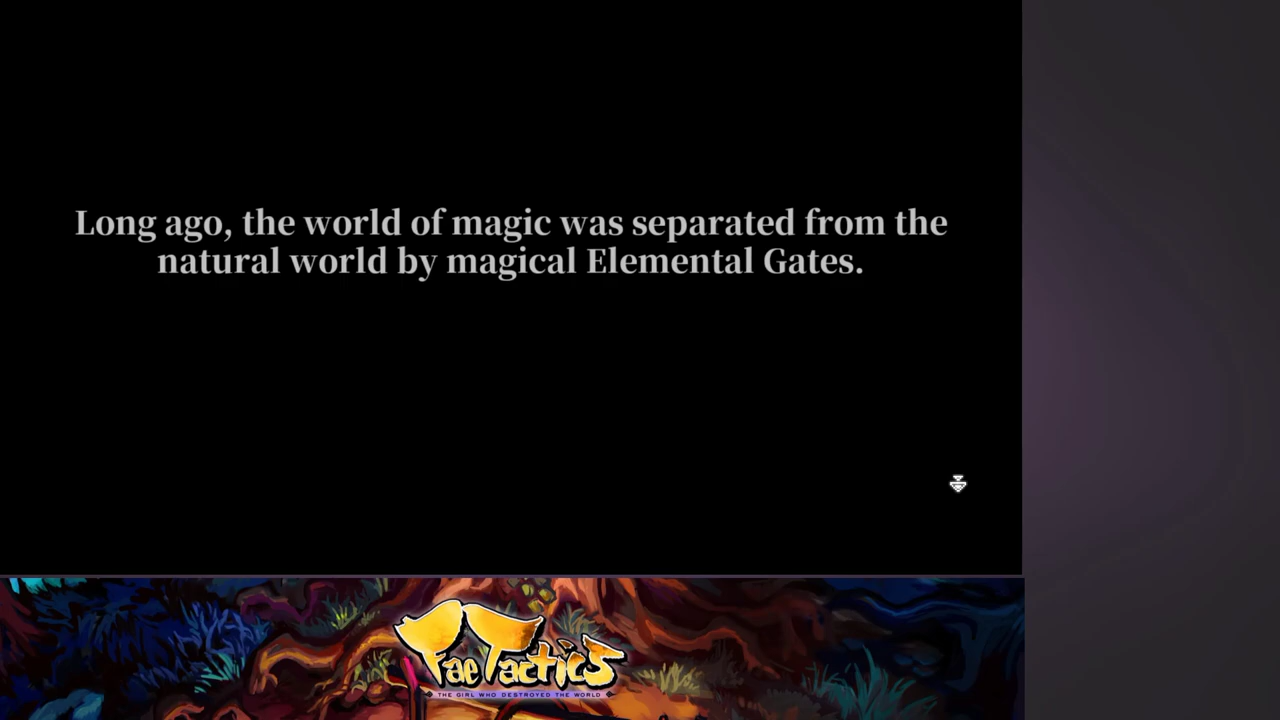 Long ago, the world of magic was separated from the
natural world by magical Elemental Gates.
Fae Tactics
THE GIRL WHO DESTROYED THE WORLD